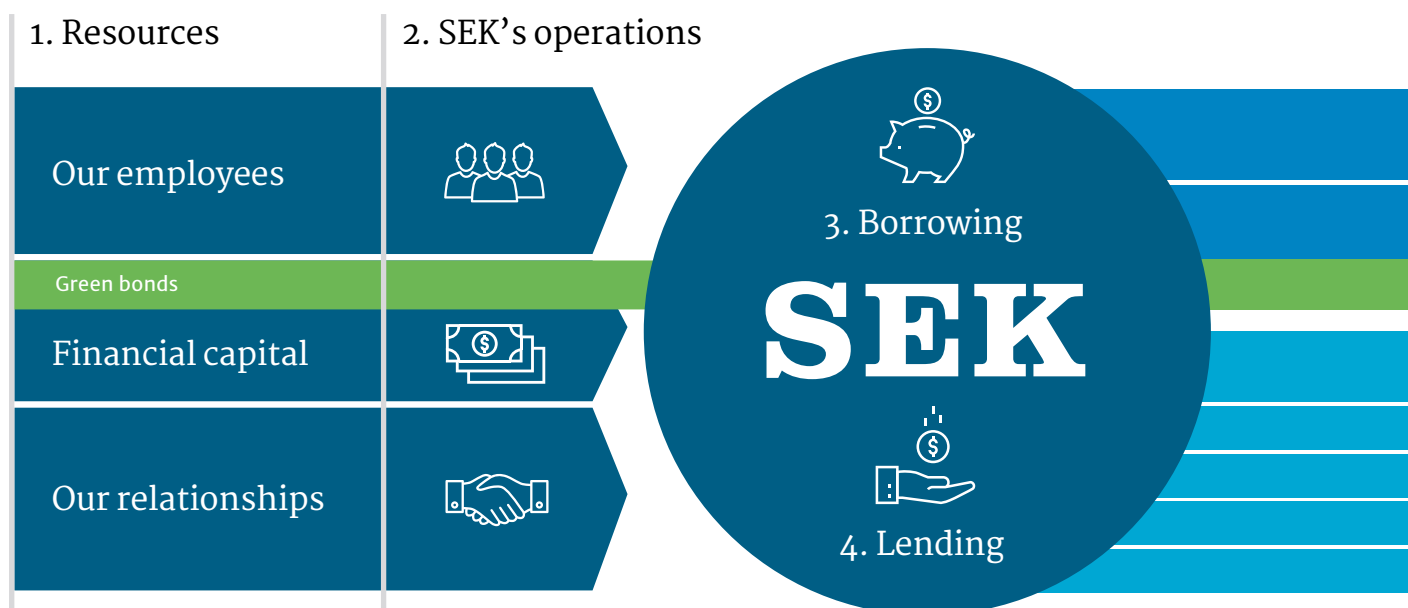 1. Resources
2. SEK’s operations
Our employees
Green bonds
Financial capital
Our relationships
$
3. Borrowing
SEK
$
$
4. Lending